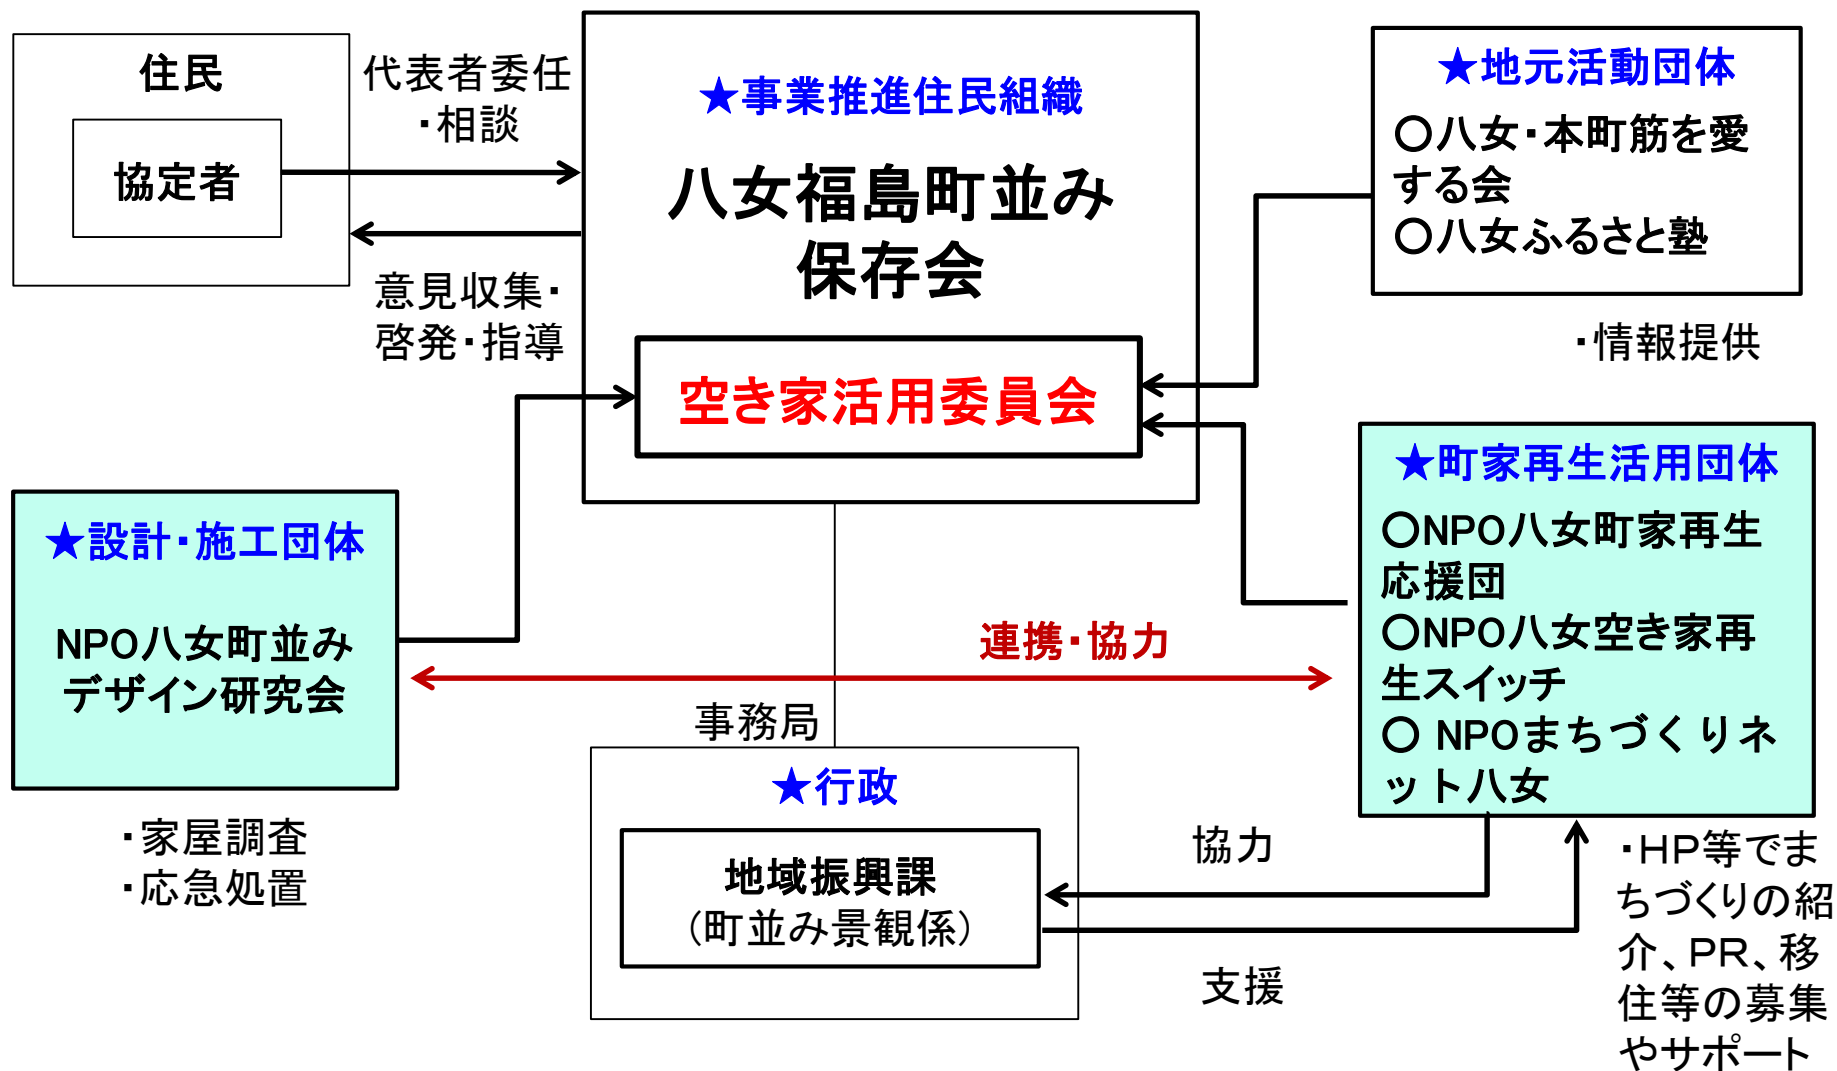 住民
協定者
代表者委任
・相談
意見収集・
啓発・指導
★事業推進住民組織
八女福島町並み
保存会
空き家活用委員会
★地元活動団体
○八女・本町筋を愛
する会
○八女ふるさと塾
・情報提供
★設計・施工団体
NPO八女町並み
デザイン研究会
・家屋調査
・応急処置
連携・協力
★町家再生活用団体
○NPO八女町家再生
応援団
○NPO八女空き家再
生スイッチ
○ NPOまちづくりネ
ット八女
事務局
★行政
地域振興課
（町並み景観係）
協力
支援
・HP等でま
ちづくりの紹
介、PR、移
住等の募集
やサポート